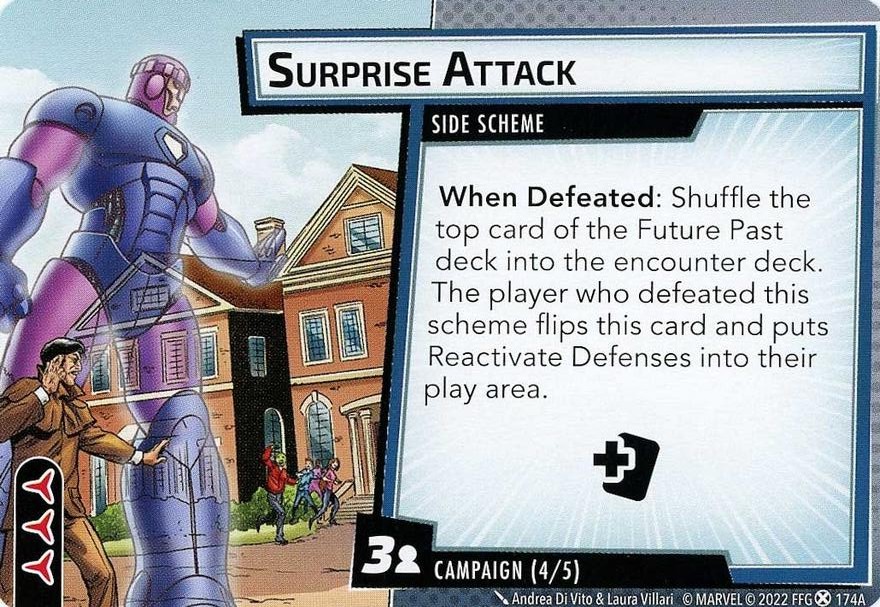 SURPRISE ATTACK
SIDE SCHEME
When Defeated: Shuffle the
top card of the Future Past
deck into the encounter deck.
The player who defeated this
scheme flips this card and puts
Reactivate Defenses into their
play area.
3
CAMPAIGN (4/5)
Andrea Di Vito & Laura Villari © MARVEL © 2022 FFG 174A